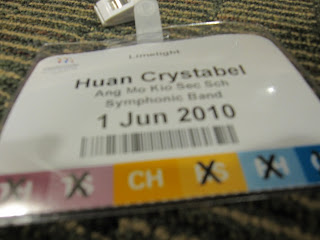 Limelight
Huan Crystabel
Ang Mo Kio Sec Sch
Symphonic Band
1 Jun 2010
CH